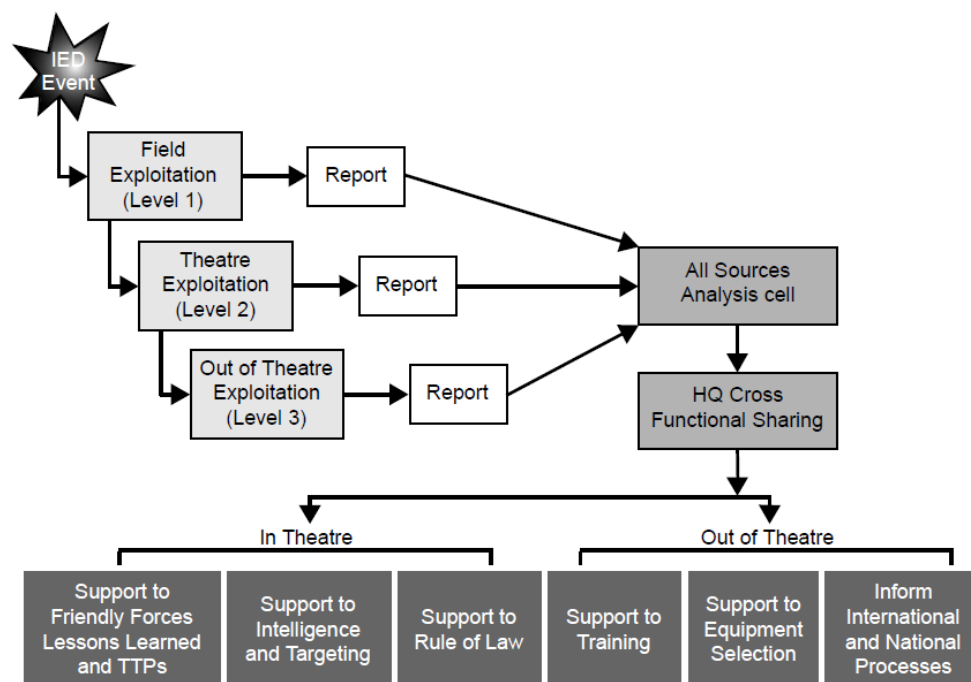 IED
Event
Field
Exploitation
(Level 1)
Report
Theatre
Exploitation
(Level 2)
Report
All Sources
Analysis cell
Out of Theatre
Exploitation
(Level 3)
Report
HQ Cross
Functional Sharing
In Theatre
Out of Theatre
Support to
Friendly Forces
Lessons Learned
and TTPs
Support to
Intelligence
and Targeting
Support to
Rule of Law
Support to
Training
Support to
Equipment
Selection
Inform
International
and National
Processes